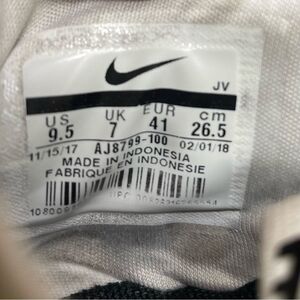 JV
US UK EUR cm
9.5 7 41 26.5
11/15/17 AJ8799-100 02/01/18
MADE IN INDONESIA
FABRIQUE EN INDONESIE